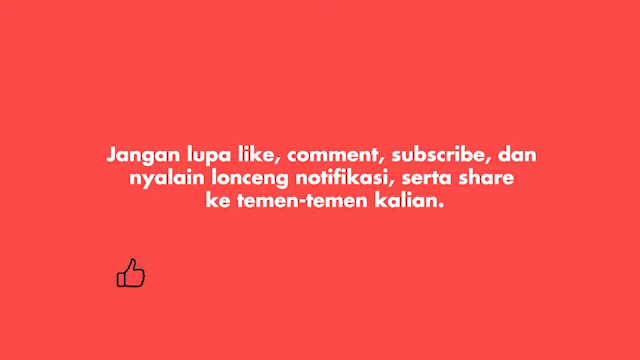 Jangan lupa like, comment, subscribe, dan
nyalain lonceng notifikasi, serta share
ke temen-temen kalian.